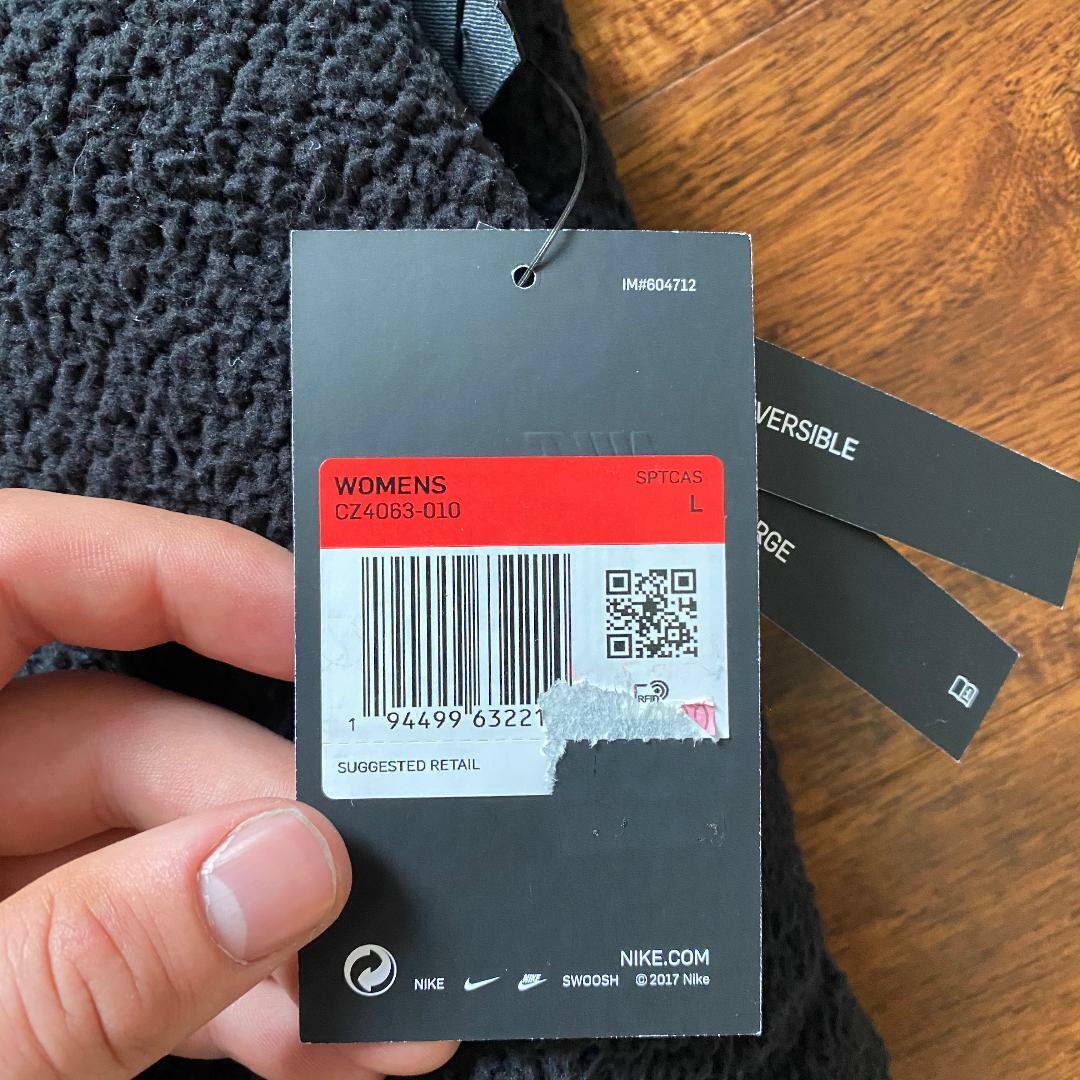 IM#604712
VERSIBLE
WOMENS
SPTCAS
CZ4063-010
L
RGE
RFID
1 94499 63221
SUGGESTED RETAIL
NIKE.COM
NIKE NIKE SWOOSH © 2017 Nike